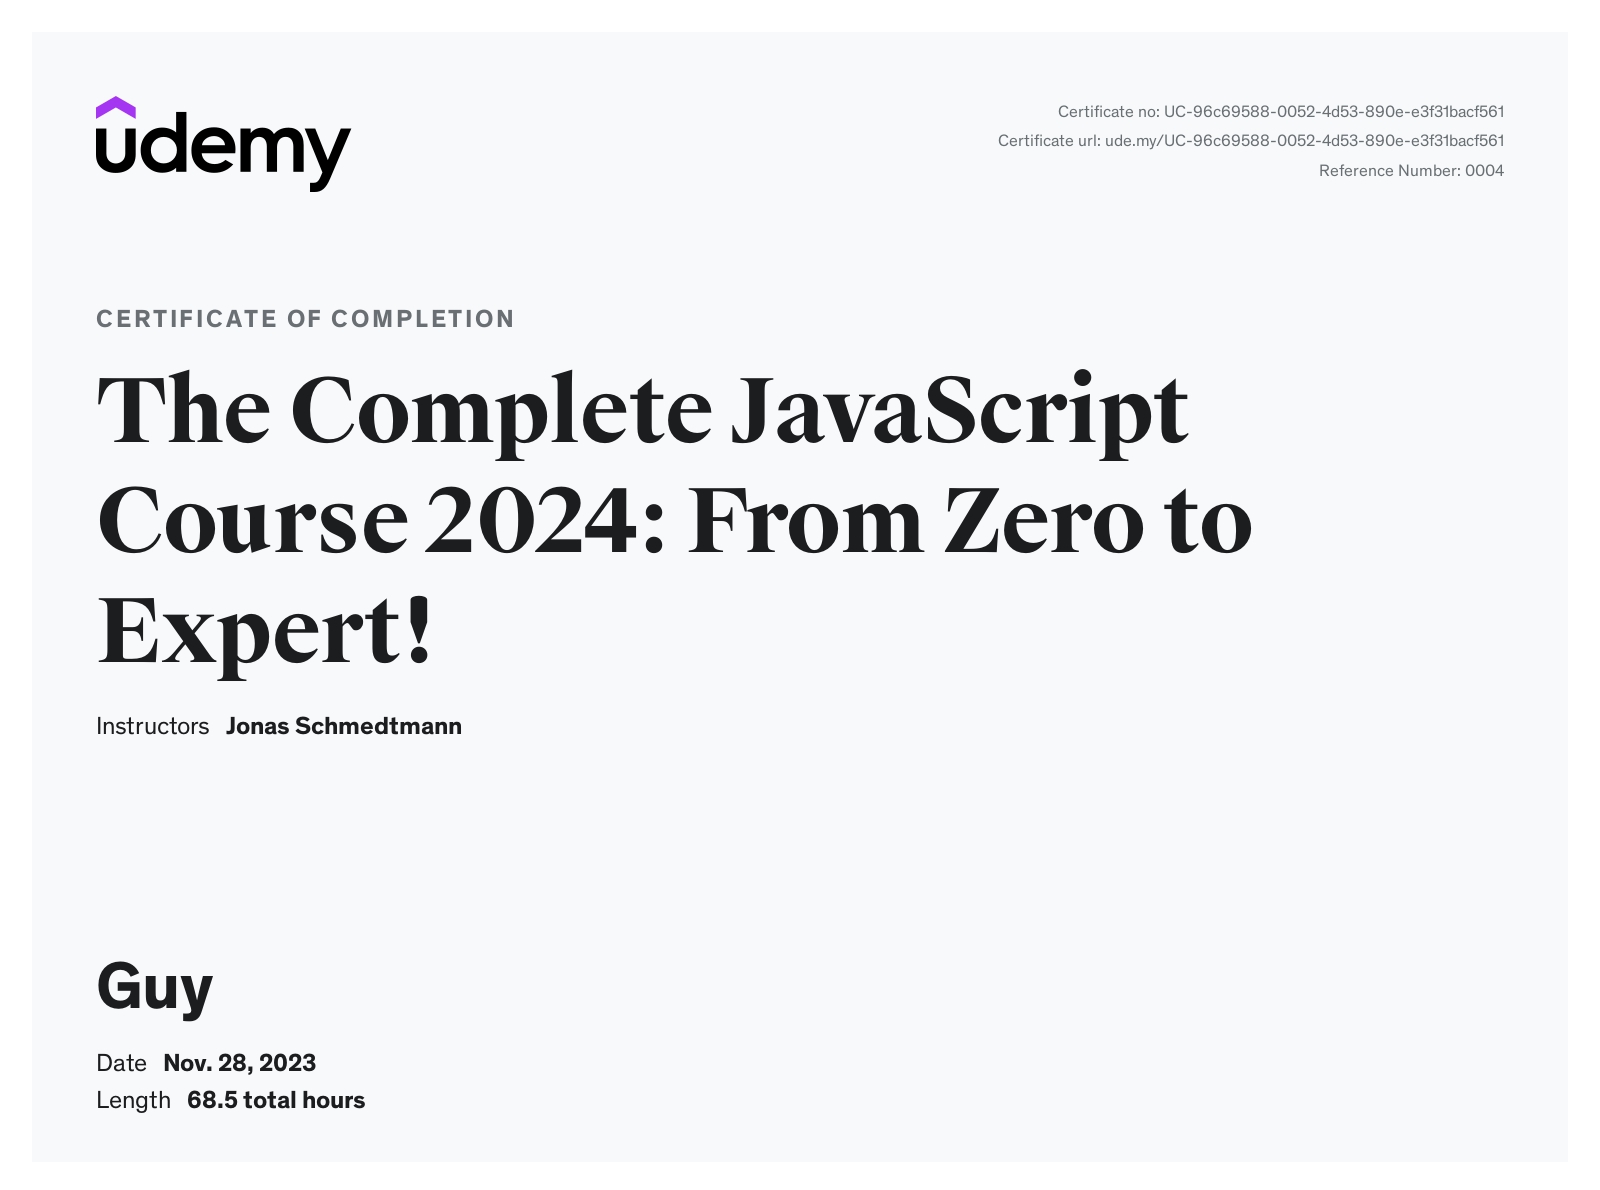 udemy
Certificate no: UC-96c69588-0052-4d53-890e-e3f31bacf561
Certificate url: ude.my/UC-96c69588-0052-4d53-890e-e3f31bacf561
Reference Number: 0004
CERTIFICATE OF COMPLETION
The Complete JavaScript
Course 2024: From Zero to
Expert!
Instructors Jonas Schmedtmann
Guy
Date Nov. 28, 2023
Length 68.5 total hours